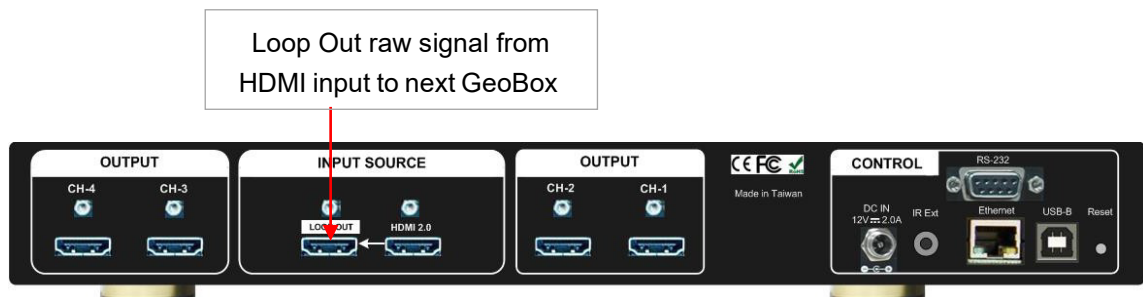 Loop Out raw signal from
HDMI input to next GeoBox
OUTPUT
CH-4 CH-3
INPUT SOURCE
LOOP OUT HDMI 2.0
OUTPUT
CH-2 CH-1
CE FC
Made in Taiwan
CONTROL
RS-232
DC IN
12V 2.0A
IR Ext
Ethernet
USB-B
Reset